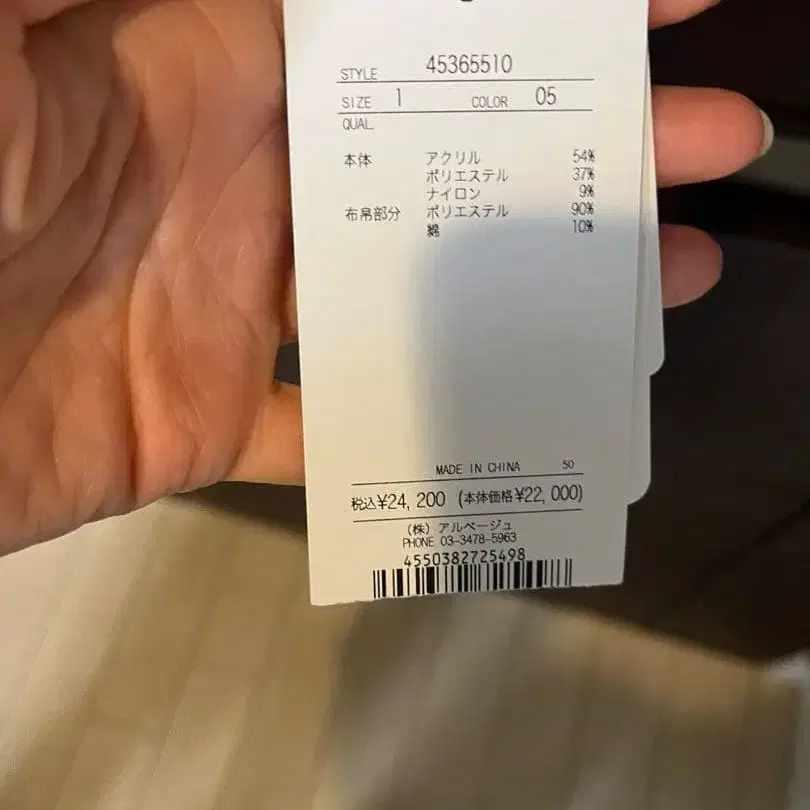 STYLE 45365510
SIZE 1 COLOR 05
QUAL.
本体 アクリル 54%
ポリエステル 37%
ナイロン 9%
布帛部分 ポリエステル 90%
綿 10%
MADE IN CHINA 50
税込¥24,200 (本体価格¥22,000)
(株) アルページュ
PHONE 03-3478-5963
4550382725498